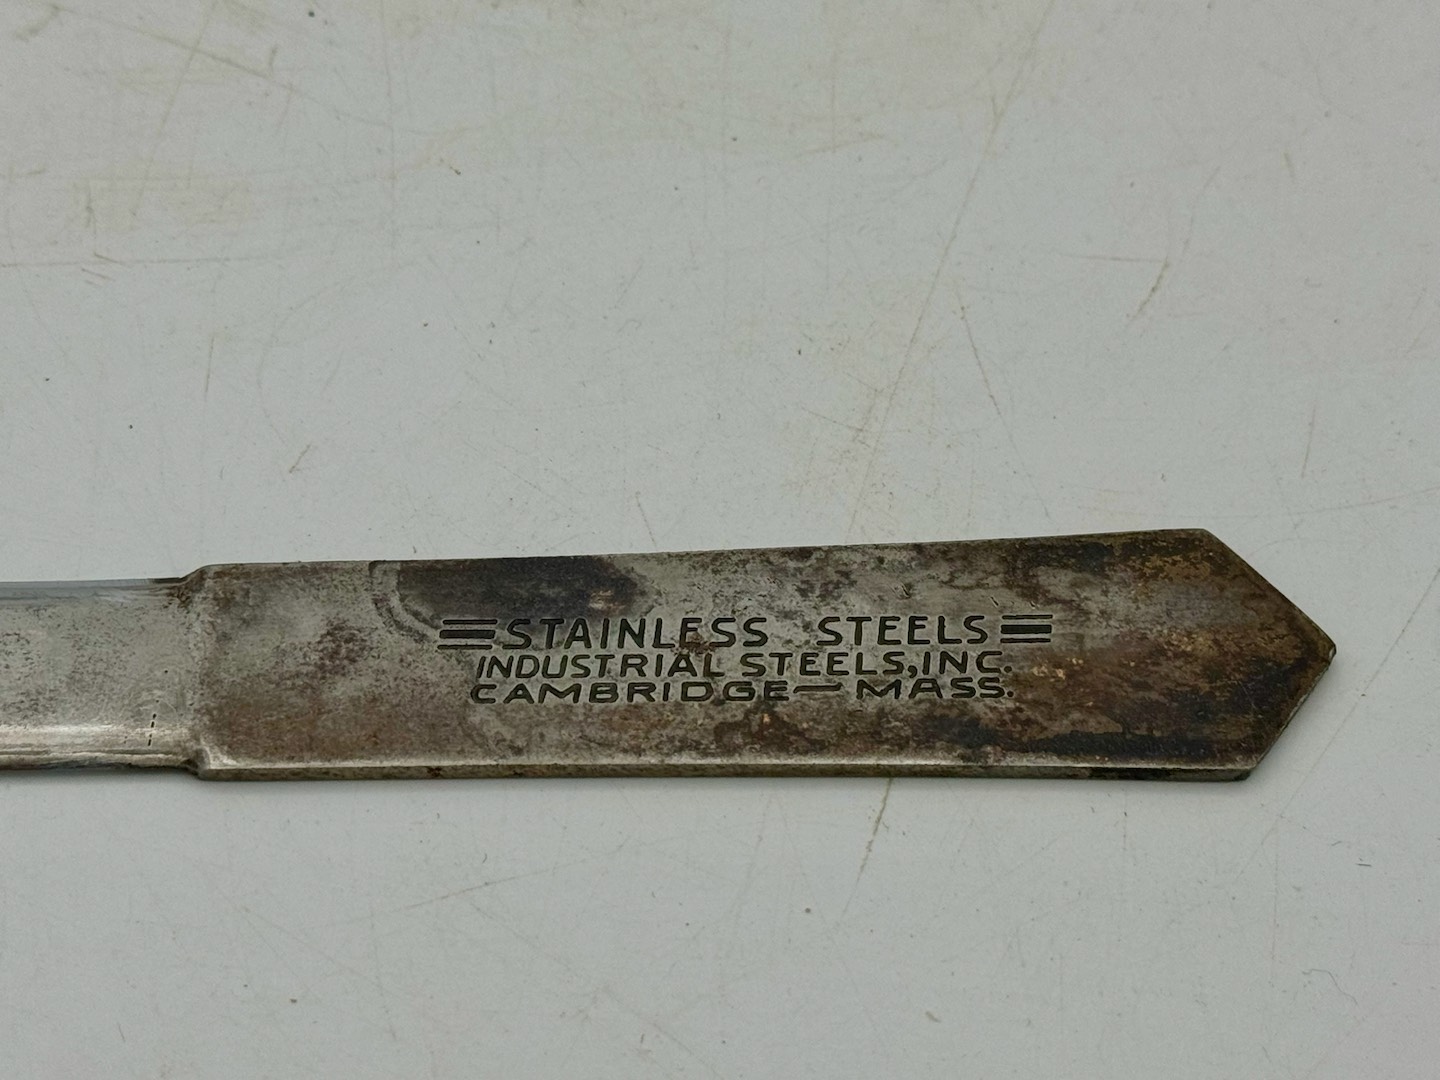 STAINLESS STEELS
INDUSTRIAL STEELS, INC.
CAMBRIDGE — MASS.